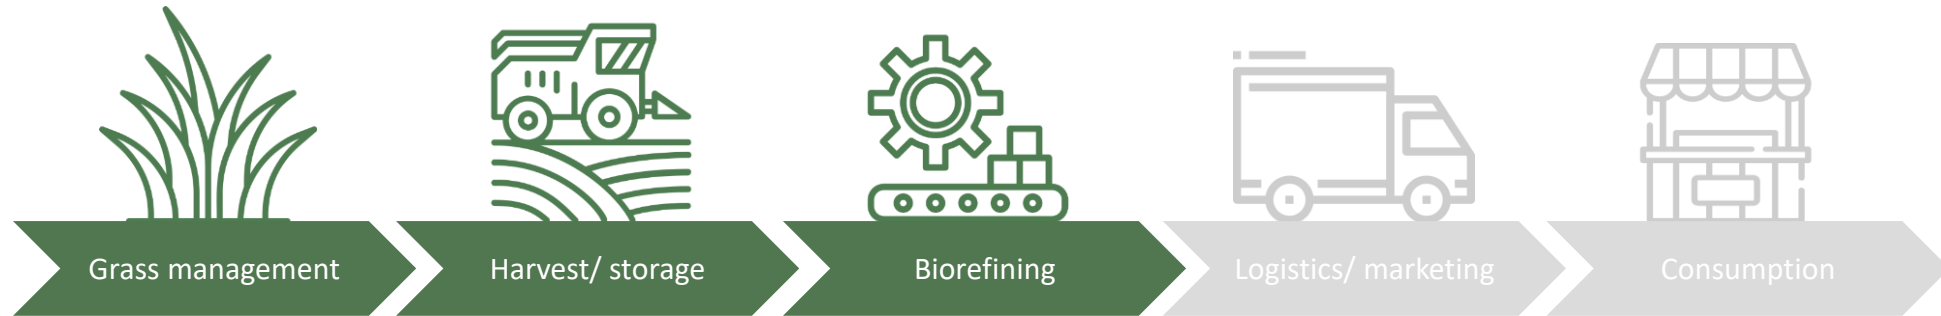 Grass management
Harvest/ storage
Biorefining
Logistics/ marketing
Consumption